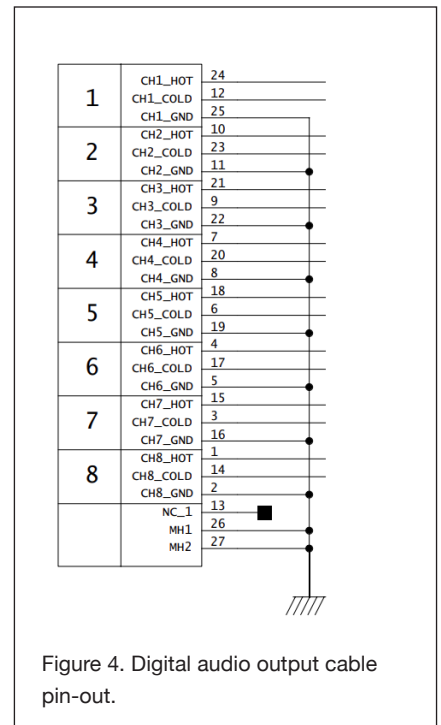 1
CH1_HOT 24
CH1_COLD 12
CH1_GND 25
2
CH2_HOT 10
CH2_COLD 23
CH2_GND 11
3
CH3_HOT 21
CH3_COLD 9
CH3_GND 22
4
CH4_HOT 7
CH4_COLD 20
CH4_GND 8
5
CH5_HOT 18
CH5_COLD 6
CH5_GND 19
6
CH6_HOT 4
CH6_COLD 17
CH6_GND 5
7
CH7_HOT 15
CH7_COLD 3
CH7_GND 16
8
CH8_HOT 1
CH8_COLD 14
CH8_GND 2
NC_1 13
MH1 26
MH2 27
Figure 4. Digital audio output cable
pin-out.